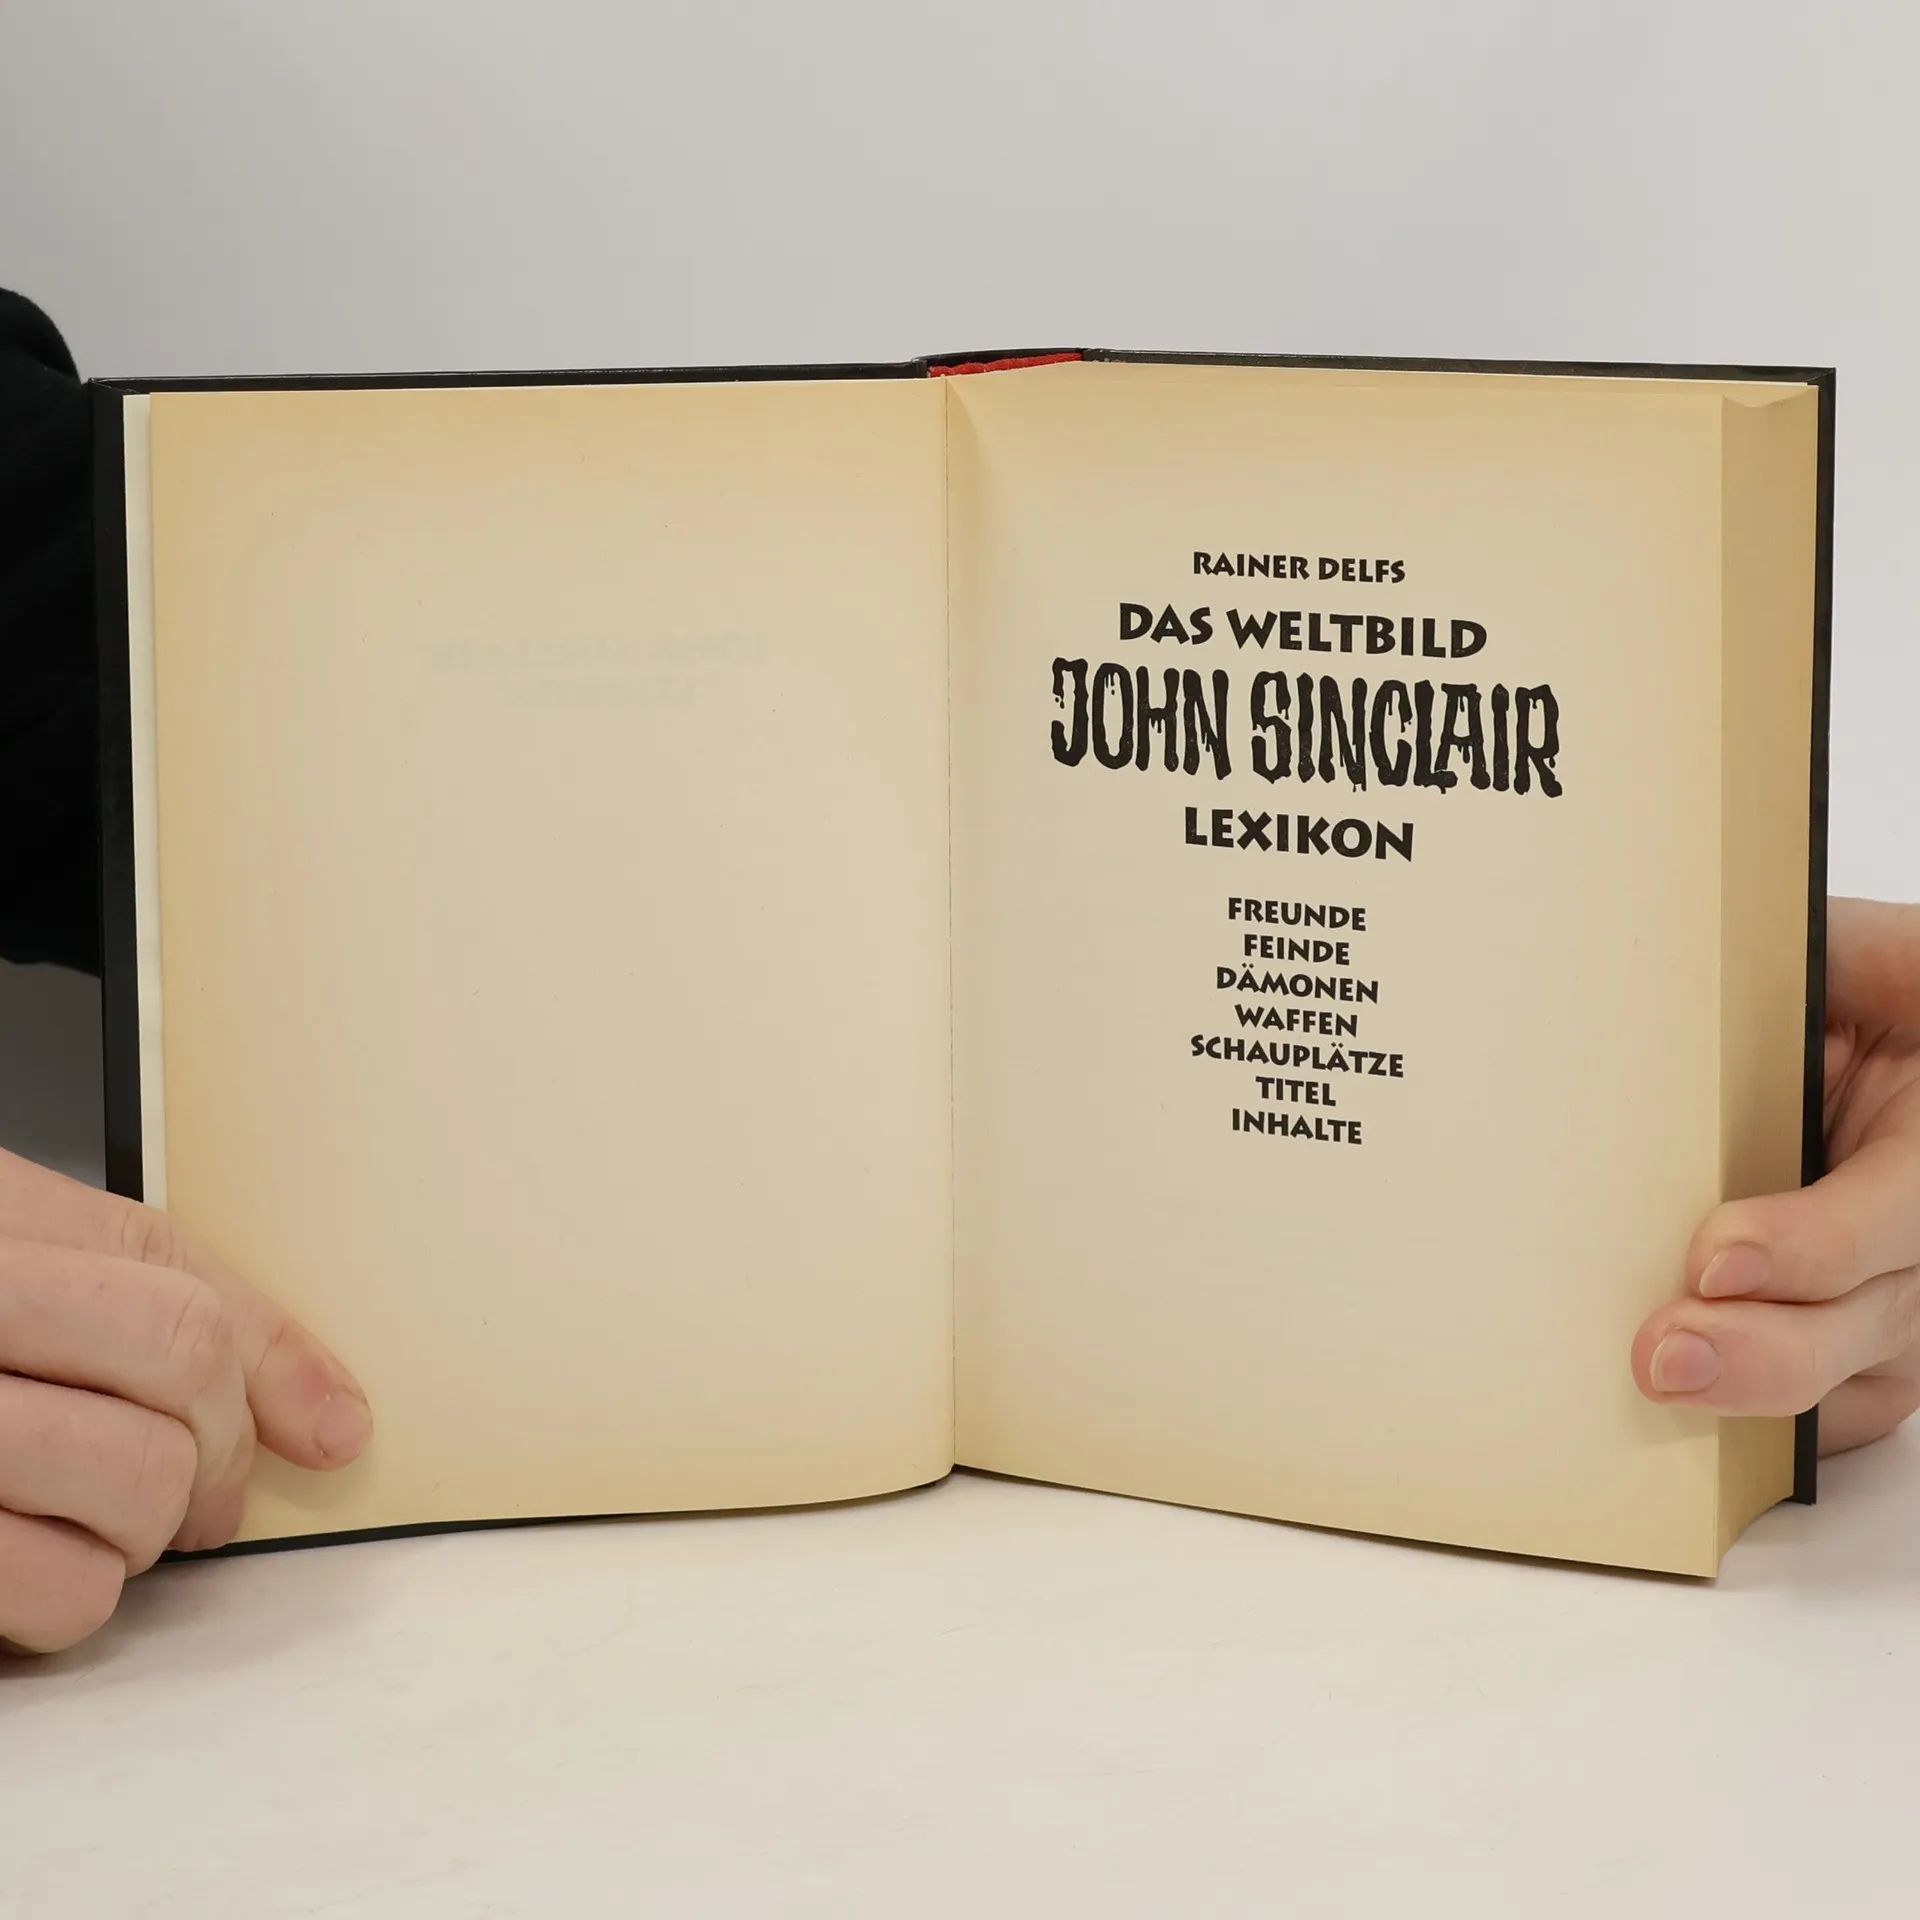 RAINER DELFS
DAS WELTBILD
JOHN SINCLAIR
LEXIKON
FREUNDE
FEINDE
DÄMONEN
WAFFEN
SCHAUPLÄTZE
TITEL
INHALTE